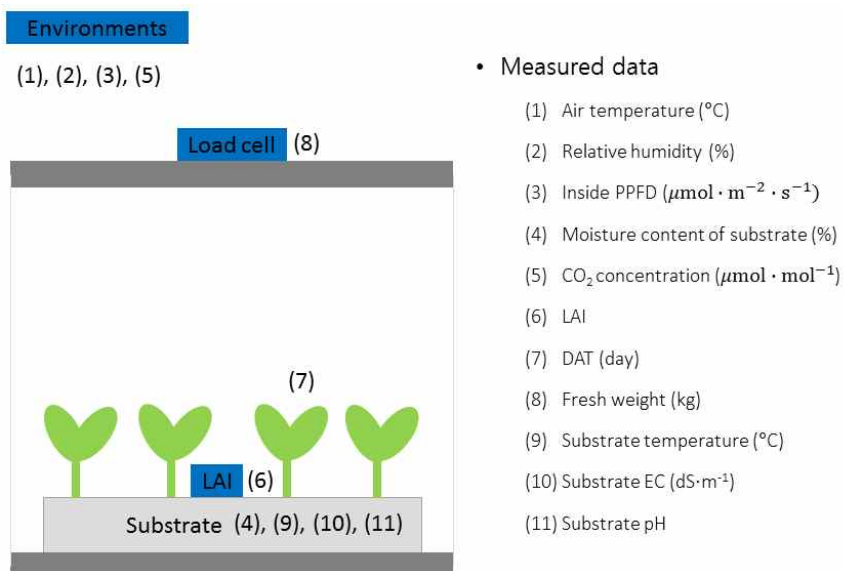 Environments
(1), (2), (3), (5)
Load cell (8)
(7)
LAI (6)
Substrate (4), (9), (10), (11)
• Measured data
(1) Air temperature (°C)
(2) Relative humidity (%)
(3) Inside PPFD (μmol · m⁻² · s⁻¹)
(4) Moisture content of substrate (%)
(5) CO₂ concentration (μmol · mol⁻¹)
(6) LAI
(7) DAT (day)
(8) Fresh weight (kg)
(9) Substrate temperature (°C)
(10) Substrate EC (dS·m⁻¹)
(11) Substrate pH